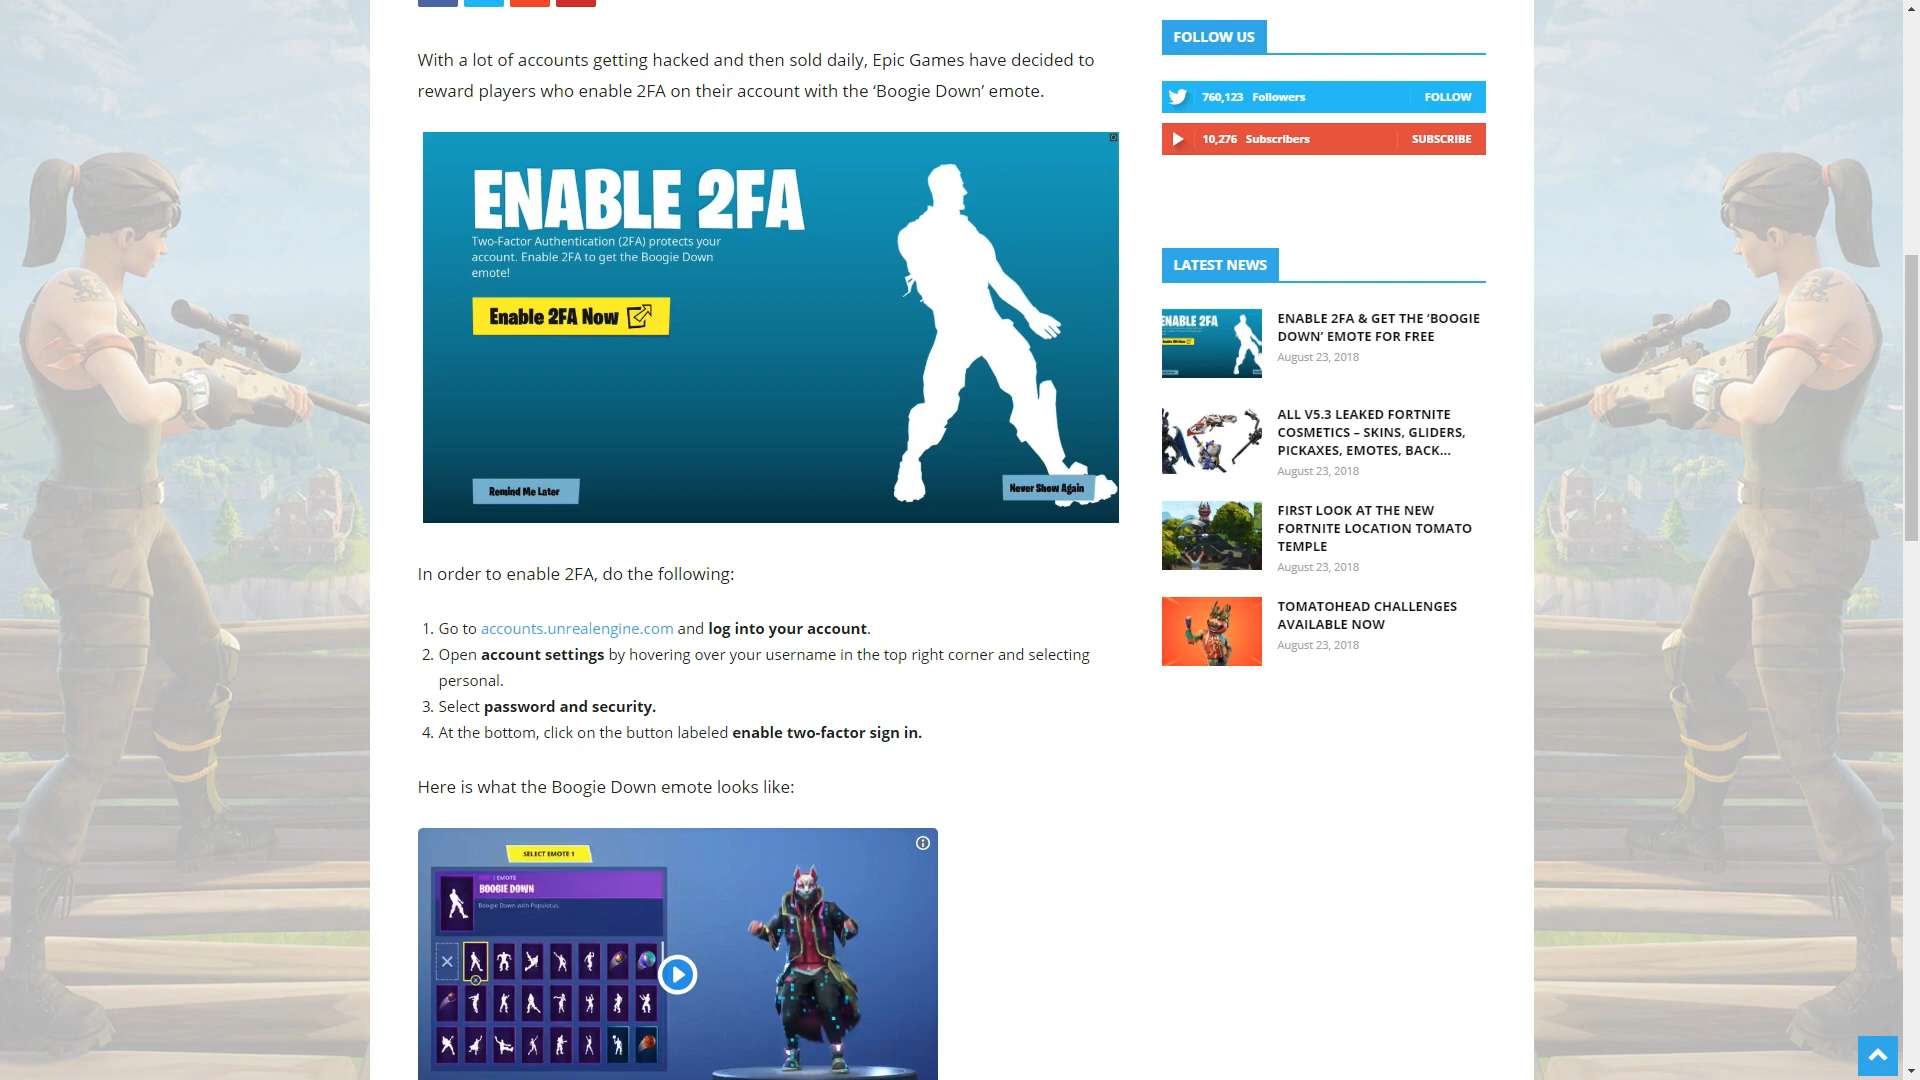 With a lot of accounts getting hacked and then sold daily, Epic Games have decided to
reward players who enable 2FA on their account with the ‘Boogie Down’ emote.
ENABLE 2FA
Two-Factor Authentication (2FA) protects your
account. Enable 2FA to get the Boogie Down
emote!
Enable 2FA Now
Remind Me Later
Never Show Again
In order to enable 2FA, do the following:
1. Go to accounts.unrealengine.com and log into your account.
2. Open account settings by hovering over your username in the top right corner and selecting
personal.
3. Select password and security.
4. At the bottom, click on the button labeled enable two-factor sign in.
Here is what the Boogie Down emote looks like:
SELECT EMOTE 1
EMOTE
BOOGIE DOWN
Boogie Down with Populotus.
FOLLOW US
760,123 Followers FOLLOW
10,276 Subscribers SUBSCRIBE
LATEST NEWS
ENABLE 2FA
ENABLE 2FA & GET THE ‘BOOGIE
DOWN’ EMOTE FOR FREE
August 23, 2018
ALL V5.3 LEAKED FORTNITE
COSMETICS – SKINS, GLIDERS,
PICKAXES, EMOTES, BACK...
August 23, 2018
FIRST LOOK AT THE NEW
FORTNITE LOCATION TOMATO
TEMPLE
August 23, 2018
TOMATOHEAD CHALLENGES
AVAILABLE NOW
August 23, 2018